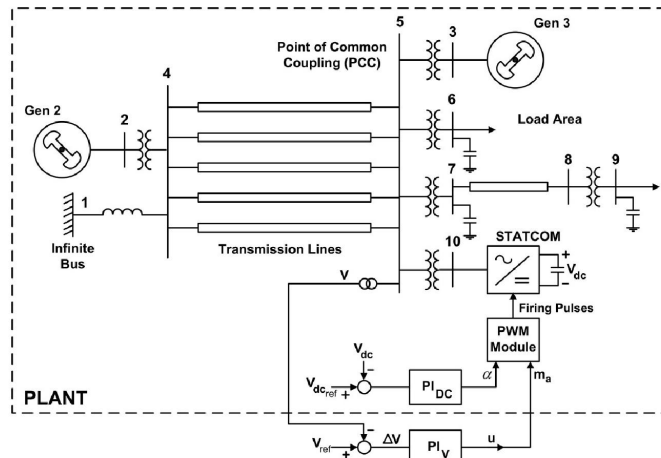 5
Point of Common
Coupling (PCC)
3
Gen 3
4
Gen 2
2
6
Load Area
7
8
9
1
Infinite
Bus
Transmission Lines
10
STATCOM
+
V dc
−
V
Firing Pulses
PWM
Module
V dc
−
V dc ref
+
PI DC
α
m a
PLANT
−
V ref
+
ΔV
PI V
u